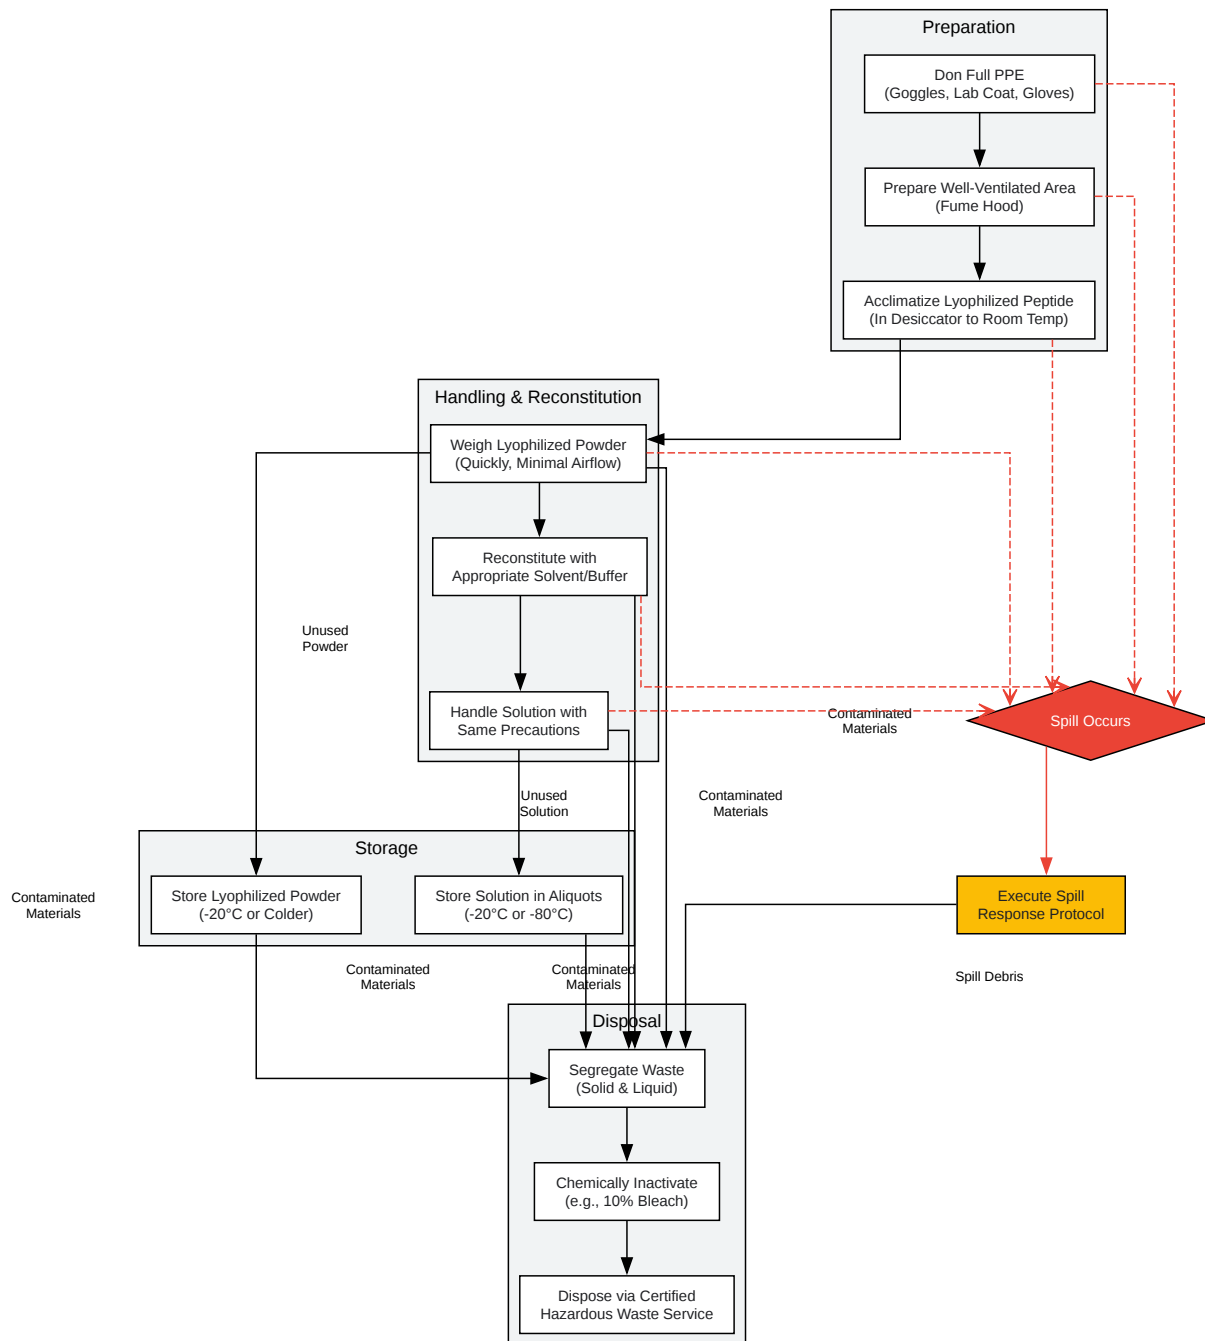 Preparation
Don Full PPE
(Goggles, Lab Coat, Gloves)
Prepare Well-Ventilated Area
(Fume Hood)
Acclimatize Lyophilized Peptide
(In Desiccator to Room Temp)
Handling & Reconstitution
Weigh Lyophilized Powder
(Quickly, Minimal Airflow)
Reconstitute with
Appropriate Solvent/Buffer
Unused
Powder
Handle Solution with
Same Precautions
Contaminated
Materials
Spill Occurs
Unused
Solution
Contaminated
Materials
Storage
Contaminated
Materials
Store Lyophilized Powder
(-20°C or Colder)
Store Solution in Aliquots
(-20°C or -80°C)
Execute Spill
Response Protocol
Contaminated
Materials
Contaminated
Materials
Spill Debris
Disposal
Segregate Waste
(Solid & Liquid)
Chemically Inactivate
(e.g., 10% Bleach)
Dispose via Certified
Hazardous Waste Service